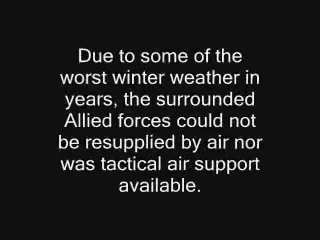 Due to some of the
worst winter weather in
years, the surrounded
Allied forces could not
be resupplied by air nor
was tactical air support
available.